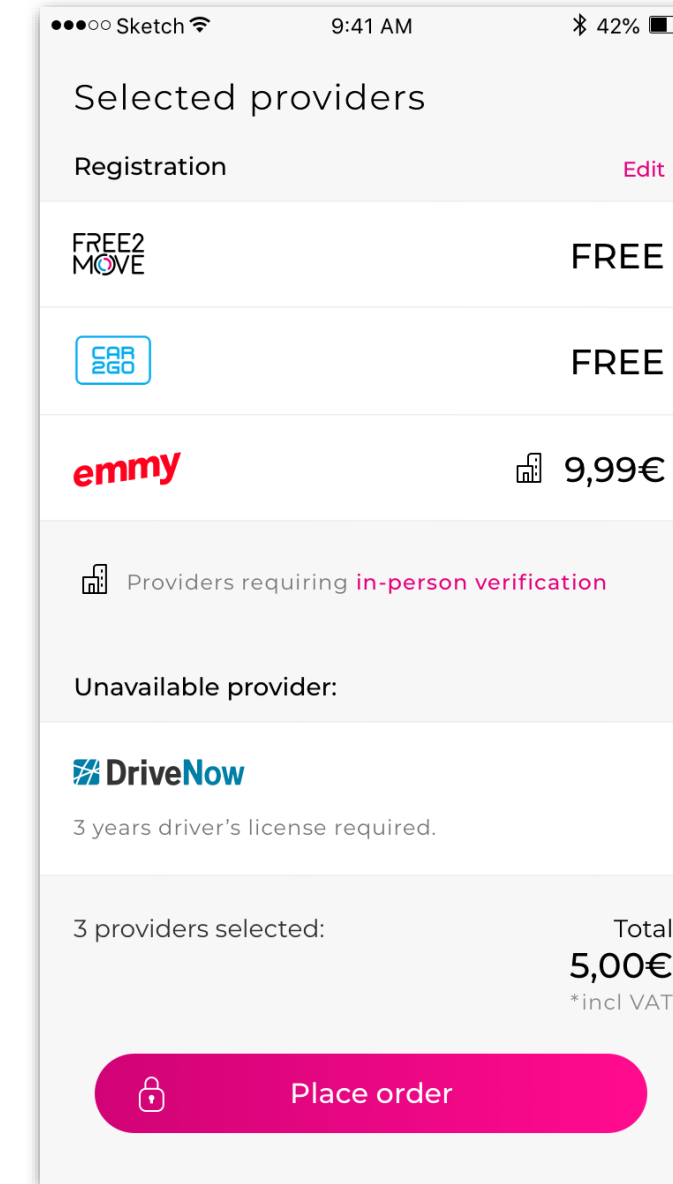 Sketch 9:41 AM 42%
Selected providers
Registration Edit
FREE2
MOVE FREE
CAR
2GO FREE
emmy 9,99€
Providers requiring in-person verification
Unavailable provider:
DriveNow
3 years driver’s license required.
3 providers selected: Total
5,00€
*incl VAT
Place order